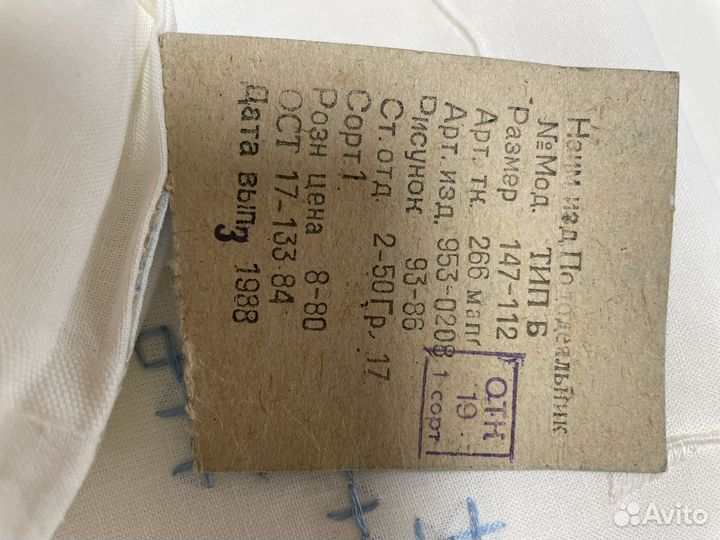 Наим изд Пододеяльник
№Мод. ТИП Б
Размер 147-112
Арт. тк. 266 мапг
Арт. изд. 953-0208
Рисунок 93-86
Ст. отд. 2-50Гр. 17
Сорт 1
Розн цена 8-80
ОСТ 17-133 84
Дата вып 3 1988
ОТК
19
1 сорт
Avito